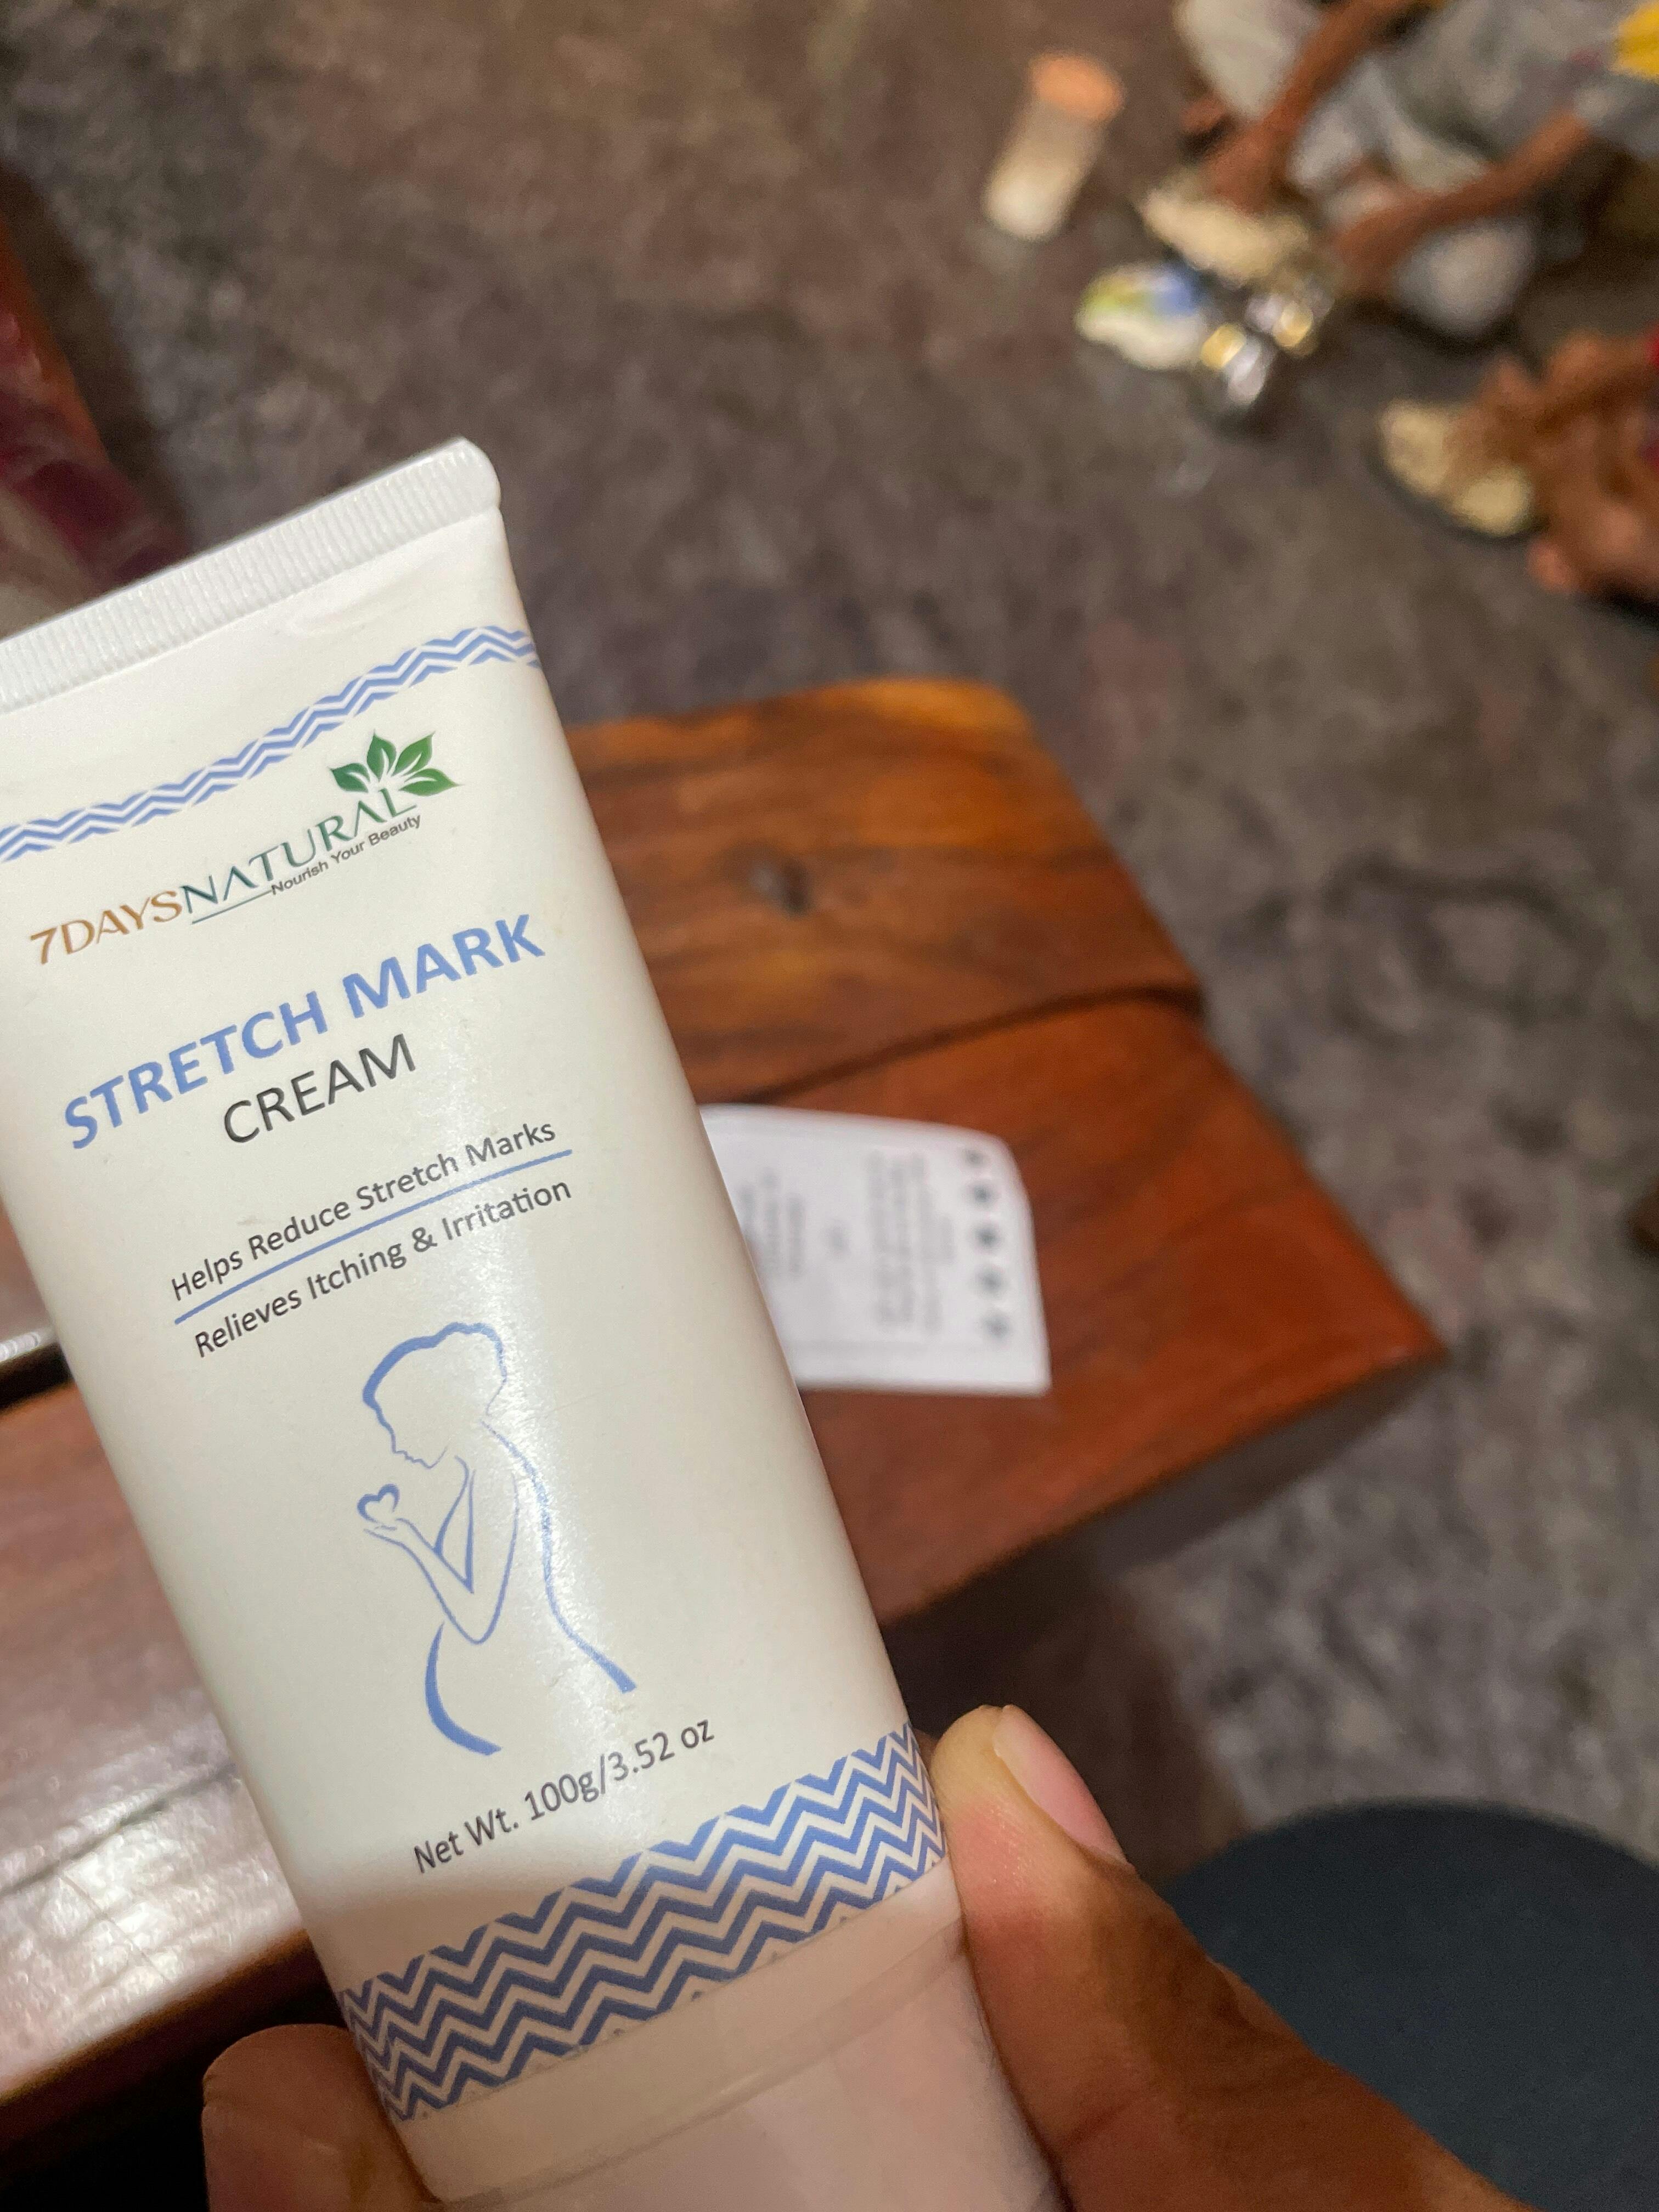 7DAYSNATURAL
Nourish Your Beauty
STRETCH MARK
CREAM
Helps Reduce Stretch Marks
Relieves Itching & Irritation
Net Wt. 100g/3.52 oz